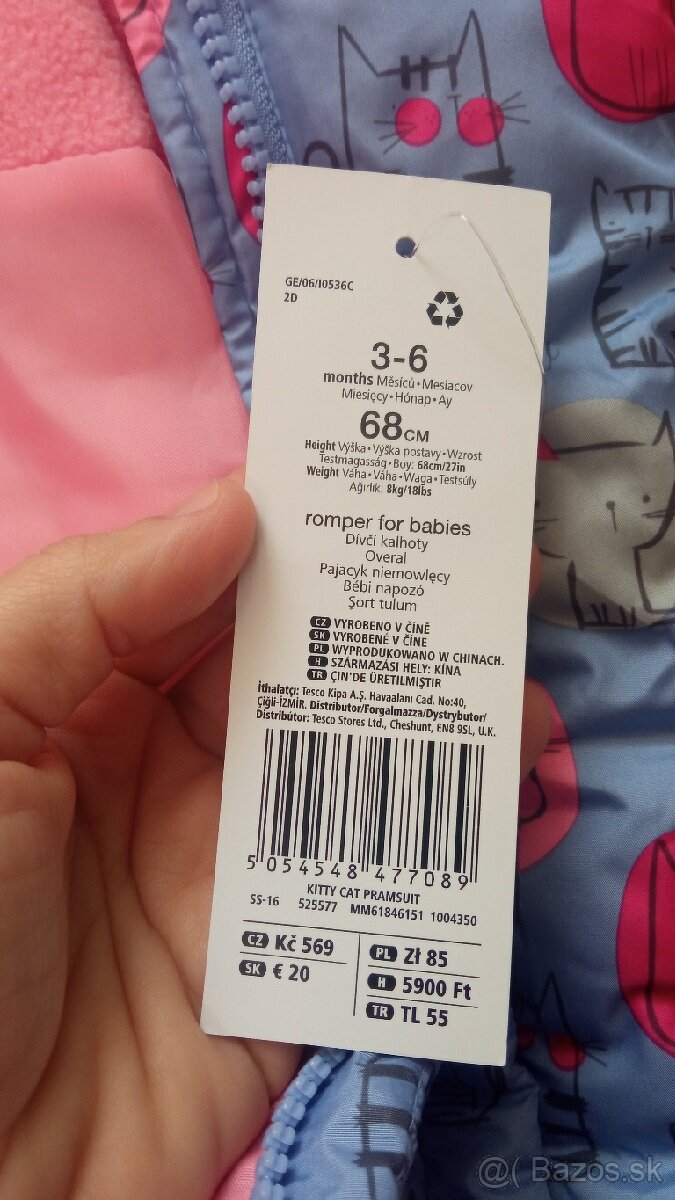 GE/06/10536C
2D
3-6
months Měsíců • Mesiacov
Miesięcy • Hónap • Ay
68CM
Height Výška • Výška postavy • Wzrost
Testmagasság • Boy: 68cm/27in
Weight Váha • Váha • Waga • Testsúly
Ağırlık: 8kg/18lbs
romper for babies
Dívčí kalhoty
Overal
Pajacyk niemowlęcy
Bébi napozó
Şort tulum
CZ VYROBENO V ČÍNĚ
SK VYROBENÉ V ČÍNE
PL WYPRODUKOWANO W CHINACH.
H SZÁRMAZÁSI HELY: KÍNA
TR ÇIN'DE ÜRETILMIŞTIR
İthalatçı: Tesco Kipa A.Ş. Havaalanı Cad. No:40,
Çiğli-İZMİR. Distributor/Forgalmazza/Dystrybutor/
Distribútor: Tesco Stores Ltd., Cheshunt, EN8 9SL, U.K.
5 054548 477089
KITTY CAT PRAMSUIT
SS-16 525577 MM61846151 1004350
CZ Kč 569
SK € 20
PL Zł 85
H 5900 Ft
TR TL 55
@( Bazos.sk